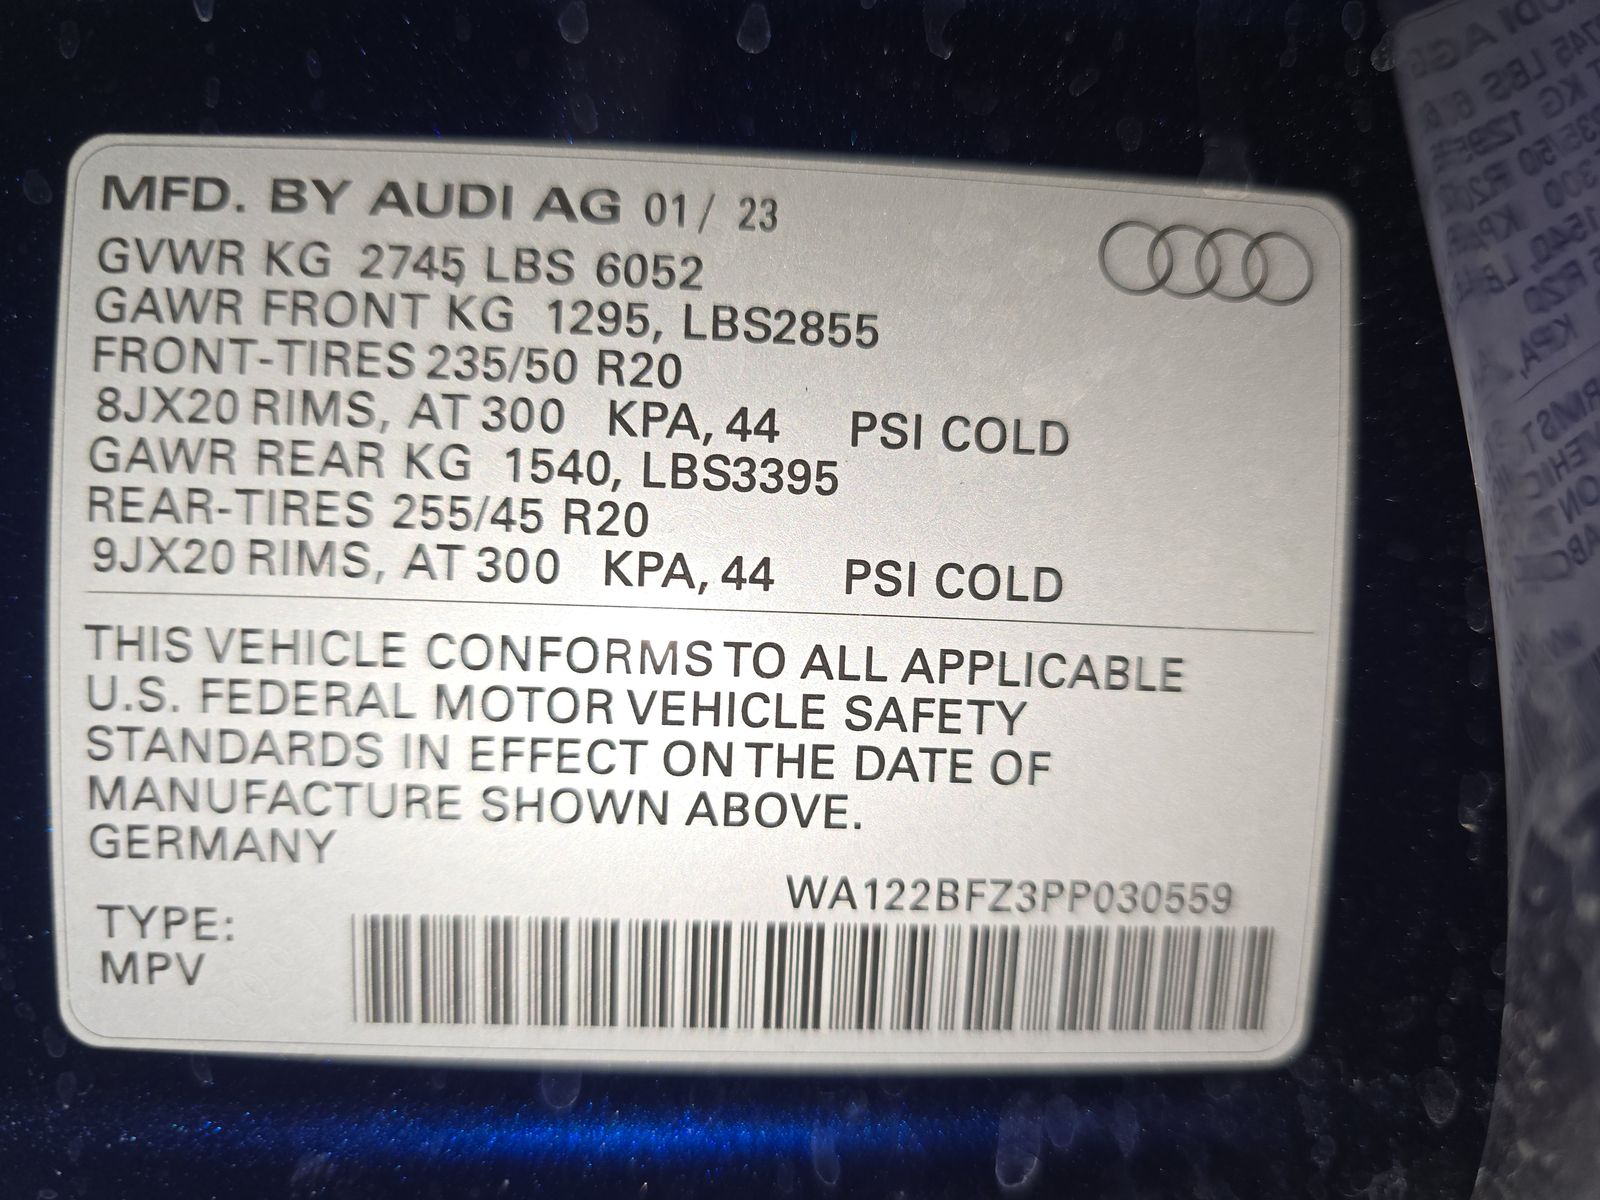 MFD. BY AUDI AG 01/ 23
GVWR KG 2745 LBS 6052
GAWR FRONT KG 1295, LBS2855
FRONT-TIRES 235/50 R20
8JX20 RIMS, AT 300 KPA, 44 PSI COLD
GAWR REAR KG 1540, LBS3395
REAR-TIRES 255/45 R20
9JX20 RIMS, AT 300 KPA, 44 PSI COLD
THIS VEHICLE CONFORMS TO ALL APPLICABLE
U.S. FEDERAL MOTOR VEHICLE SAFETY
STANDARDS IN EFFECT ON THE DATE OF
MANUFACTURE SHOWN ABOVE.
GERMANY
WA122BFZ3PP030559
TYPE:
MPV